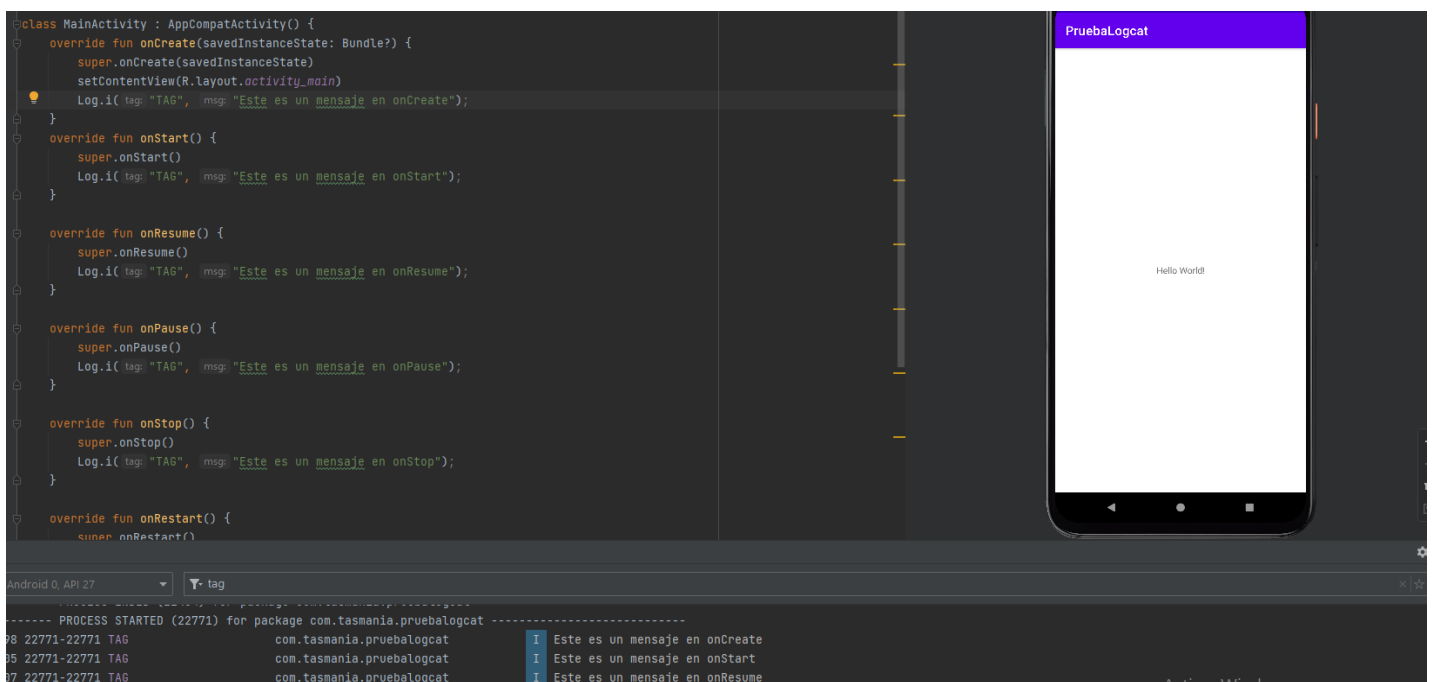 class MainActivity : AppCompatActivity() {
override fun onCreate(savedInstanceState: Bundle?) {
super.onCreate(savedInstanceState)
setContentView(R.layout.activity_main)
Log.i( tag: "TAG", msg: "Este es un mensaje en onCreate");
}
override fun onStart() {
super.onStart()
Log.i( tag: "TAG", msg: "Este es un mensaje en onStart");
}
override fun onResume() {
super.onResume()
Log.i( tag: "TAG", msg: "Este es un mensaje en onResume");
}
override fun onPause() {
super.onPause()
Log.i( tag: "TAG", msg: "Este es un mensaje en onPause");
}
override fun onStop() {
super.onStop()
Log.i( tag: "TAG", msg: "Este es un mensaje en onStop");
}
override fun onRestart() {
super.onRestart()
PruebaLogcat
Hello World!
Android 0, API 27
tag
------- PROCESS STARTED (22771) for package com.tasmania.pruebalogcat ----------------------------
98 22771-22771 TAG com.tasmania.pruebalogcat I Este es un mensaje en onCreate
05 22771-22771 TAG com.tasmania.pruebalogcat I Este es un mensaje en onStart
07 22771-22771 TAG com.tasmania.pruebalogcat I Este es un mensaje en onResume